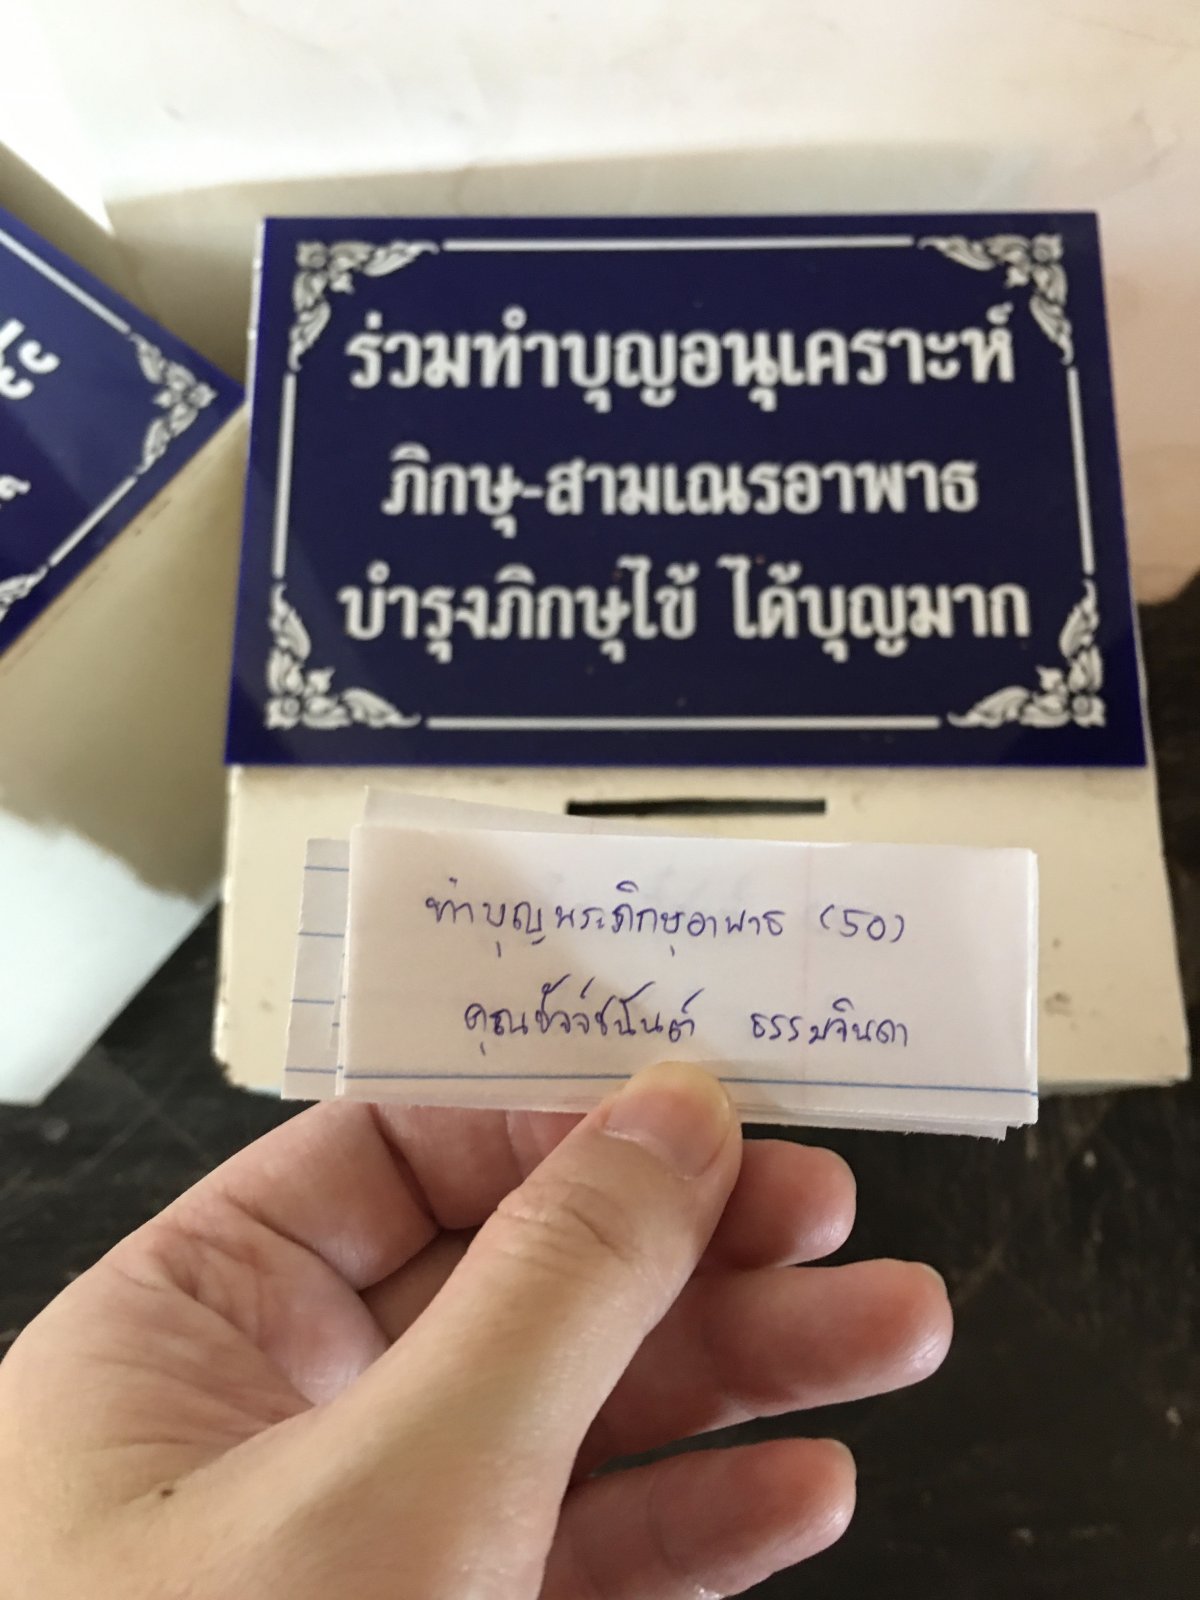 ร่วมทำบุญอนุเคราะห์
ภิกษุ-สามเณรอาพาธ
บำรุงภิกษุไข้ ได้บุญมาก
ทำบุญพระภิกษุอาพาธ (50)
คุณ ธรรมจินดา